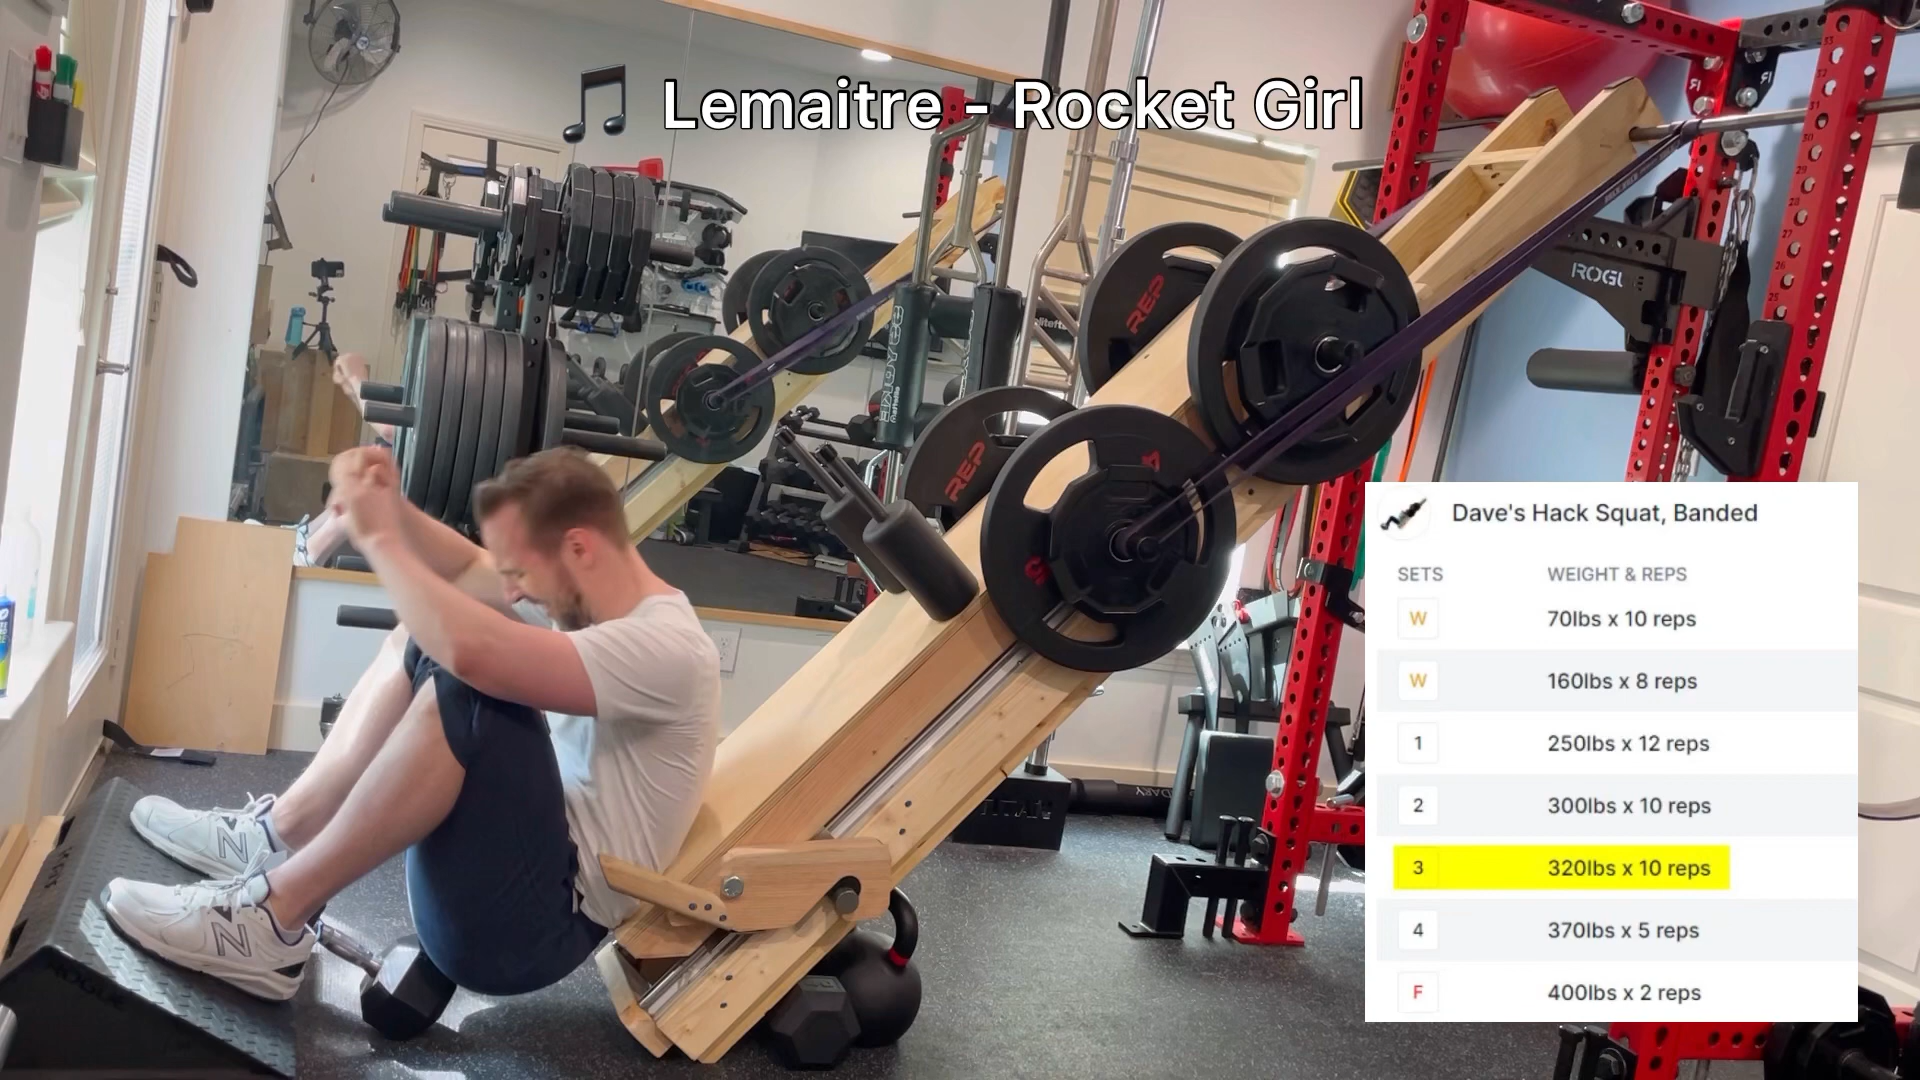 🎵 Lemaitre - Rocket Girl
REP
REP
ROGUE
TITAN
ROGUE
N
N
Dave's Hack Squat, Banded
SETS WEIGHT & REPS
W 70lbs x 10 reps
W 160lbs x 8 reps
1 250lbs x 12 reps
2 300lbs x 10 reps
3 320lbs x 10 reps
4 370lbs x 5 reps
F 400lbs x 2 reps